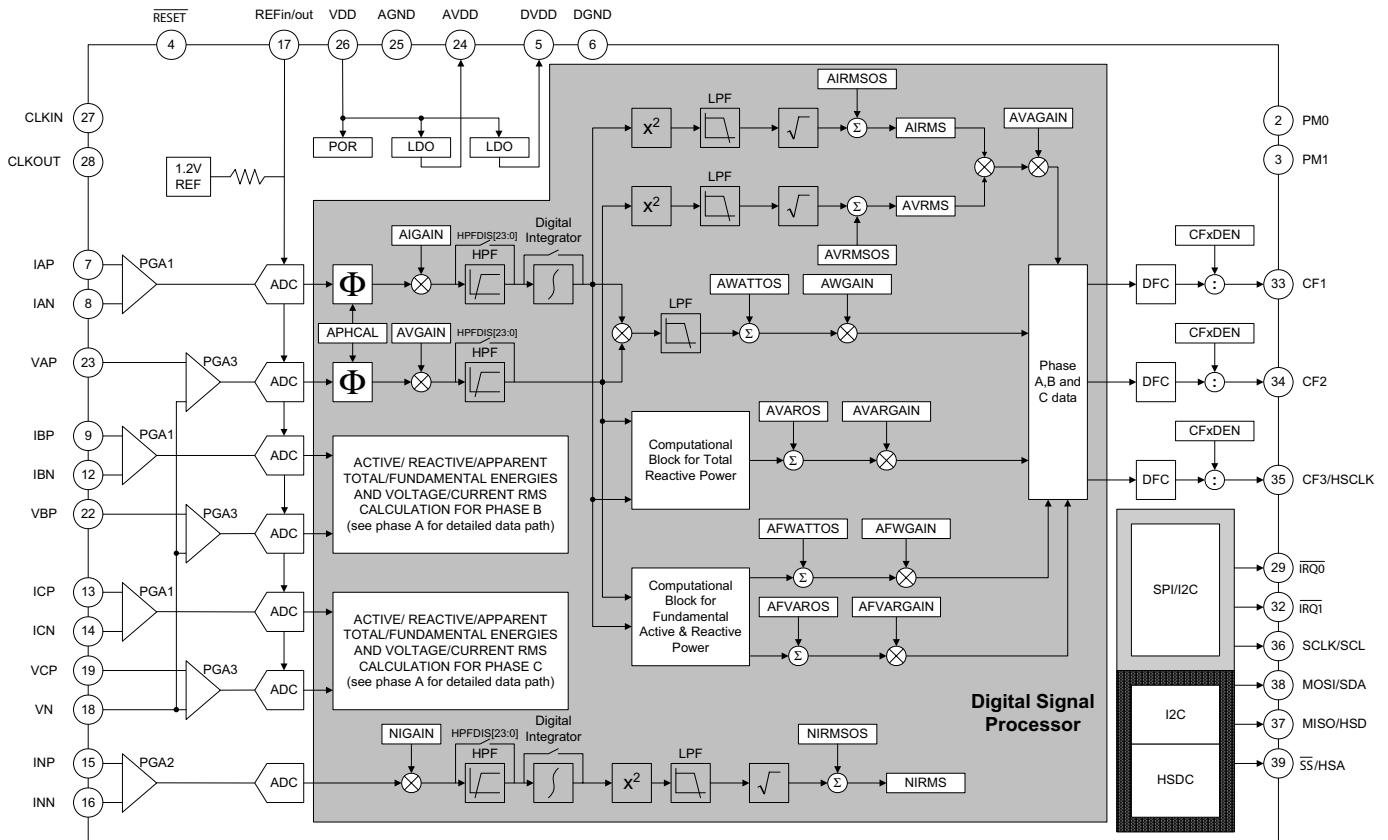 RESET
REFin/out
VDD
AGND
AVDD
DVDD
DGND
4
17
26
25
24
5
6
CLKIN
27
CLKOUT
28
POR
LDO
LDO
1.2V
REF
AIRMSOS
LPF
X²
√
Σ
AIRMS
AVAGAIN
2
PM0
3
PM1
LPF
X²
√
Σ
AVRMS
AVRMSOS
AIGAIN
HPFDIS[23:0]
HPF
Digital
Integrator
∫
IAP
7
IAN
8
PGA1
ADC
Φ
APHCAL
AVGAIN
HPFDIS[23:0]
HPF
VAP
23
PGA3
ADC
Φ
LPF
AWATTOS
Σ
AWGAIN
Phase
A,B and
C data
DFC
CFxDEN
:
33
CF1
DFC
CFxDEN
:
34
CF2
DFC
CFxDEN
:
35
CF3/HSCLK
IBP
9
IBN
12
PGA1
ADC
VBP
22
PGA3
ADC
ACTIVE/ REACTIVE/APPARENT
TOTAL/FUNDAMENTAL ENERGIES
AND VOLTAGE/CURRENT RMS
CALCULATION FOR PHASE B
(see phase A for detailed data path)
Computational
Block for Total
Reactive Power
AVAROS
Σ
AVARGAIN
ICP
13
ICN
14
PGA1
ADC
VCP
19
VN
18
PGA3
ADC
ACTIVE/ REACTIVE/APPARENT
TOTAL/FUNDAMENTAL ENERGIES
AND VOLTAGE/CURRENT RMS
CALCULATION FOR PHASE C
(see phase A for detailed data path)
Computational
Block for
Fundamental
Active & Reactive
Power
AFWATTOS
Σ
AFWGAIN
AFVAROS
Σ
AFVARGAIN
Digital Signal
Processor
INP
15
INN
16
PGA2
ADC
NIGAIN
HPFDIS[23:0]
HPF
Digital
Integrator
∫
X²
LPF
√
NIRMSOS
Σ
NIRMS
SPI/I2C
I2C
HSDC
29
IRQ0
32
IRQ1
36
SCLK/SCL
38
MOSI/SDA
37
MISO/HSD
39
SS/HSA